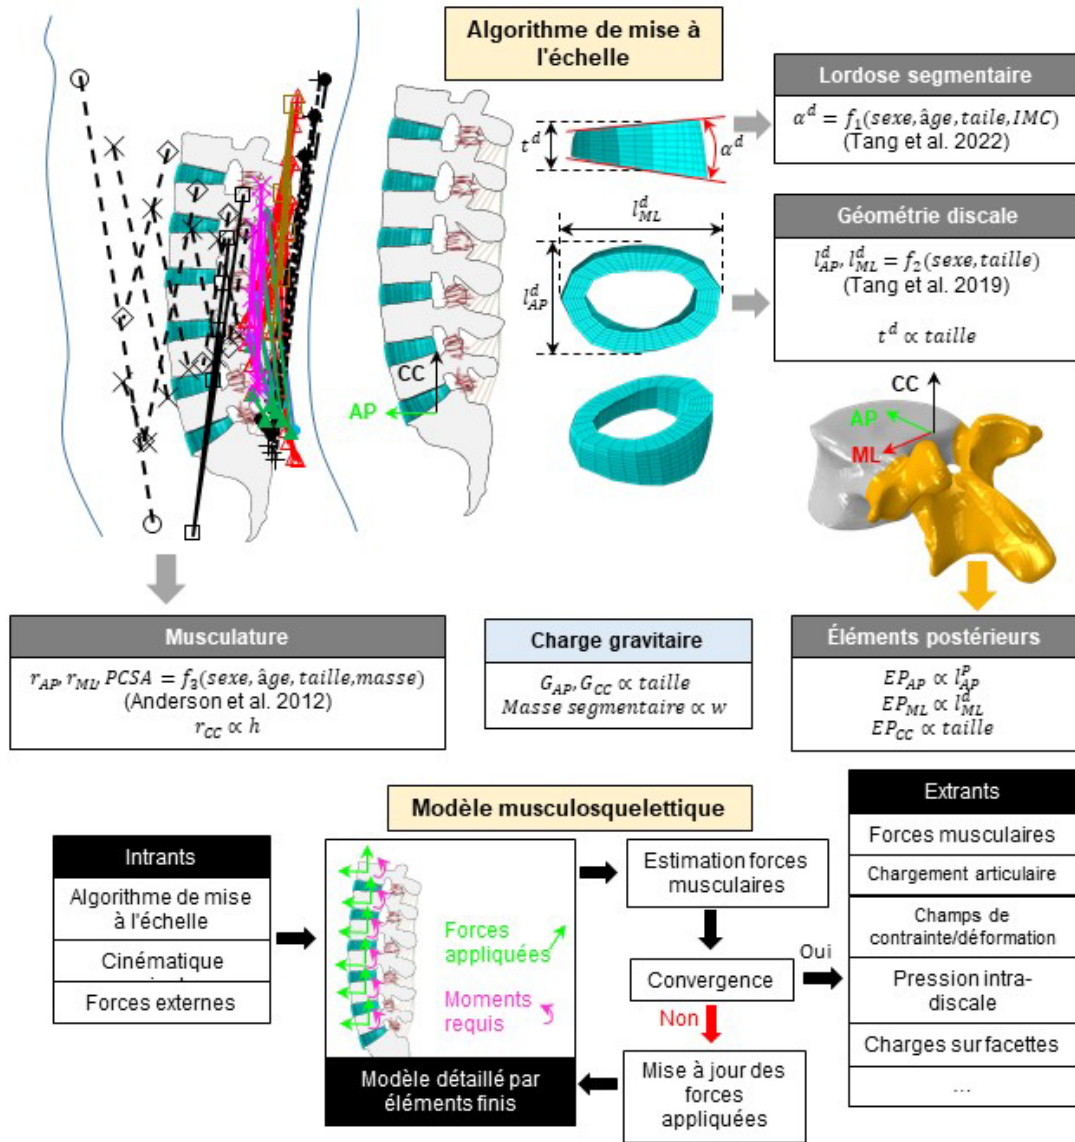 Algorithme de mise à
l'échelle
Lordose segmentaire
α^d = f_1(sexe, âge, taile, IMC)
(Tang et al. 2022)
t^d
α^d
l^d_ML
l^d_AP
Géométrie discale
l^d_AP, l^d_ML = f_2(sexe, taille)
(Tang et al. 2019)
t^d ∝ taille
CC
AP
CC
AP
ML
Musculature
r_AP, r_ML, PCSA = f_3(sexe, âge, taille, masse)
(Anderson et al. 2012)
r_CC ∝ h
Charge gravitaire
G_AP, G_CC ∝ taille
Masse segmentaire ∝ w
Éléments postérieurs
EP_AP ∝ l^p_AP
EP_ML ∝ l^d_ML
EP_CC ∝ taille
Modèle musculosquelettique
Intrants
Algorithme de mise
à l'échelle
Cinématique
Forces externes
Forces
appliquées
Moments
requis
Modèle détaillé par
éléments finis
Estimation forces
musculaires
Convergence
Oui
Non
Mise à jour des
forces
appliquées
Extrants
Forces musculaires
Chargement articulaire
Champs de
contrainte/déformation
Pression intra-
discale
Charges sur facettes
...